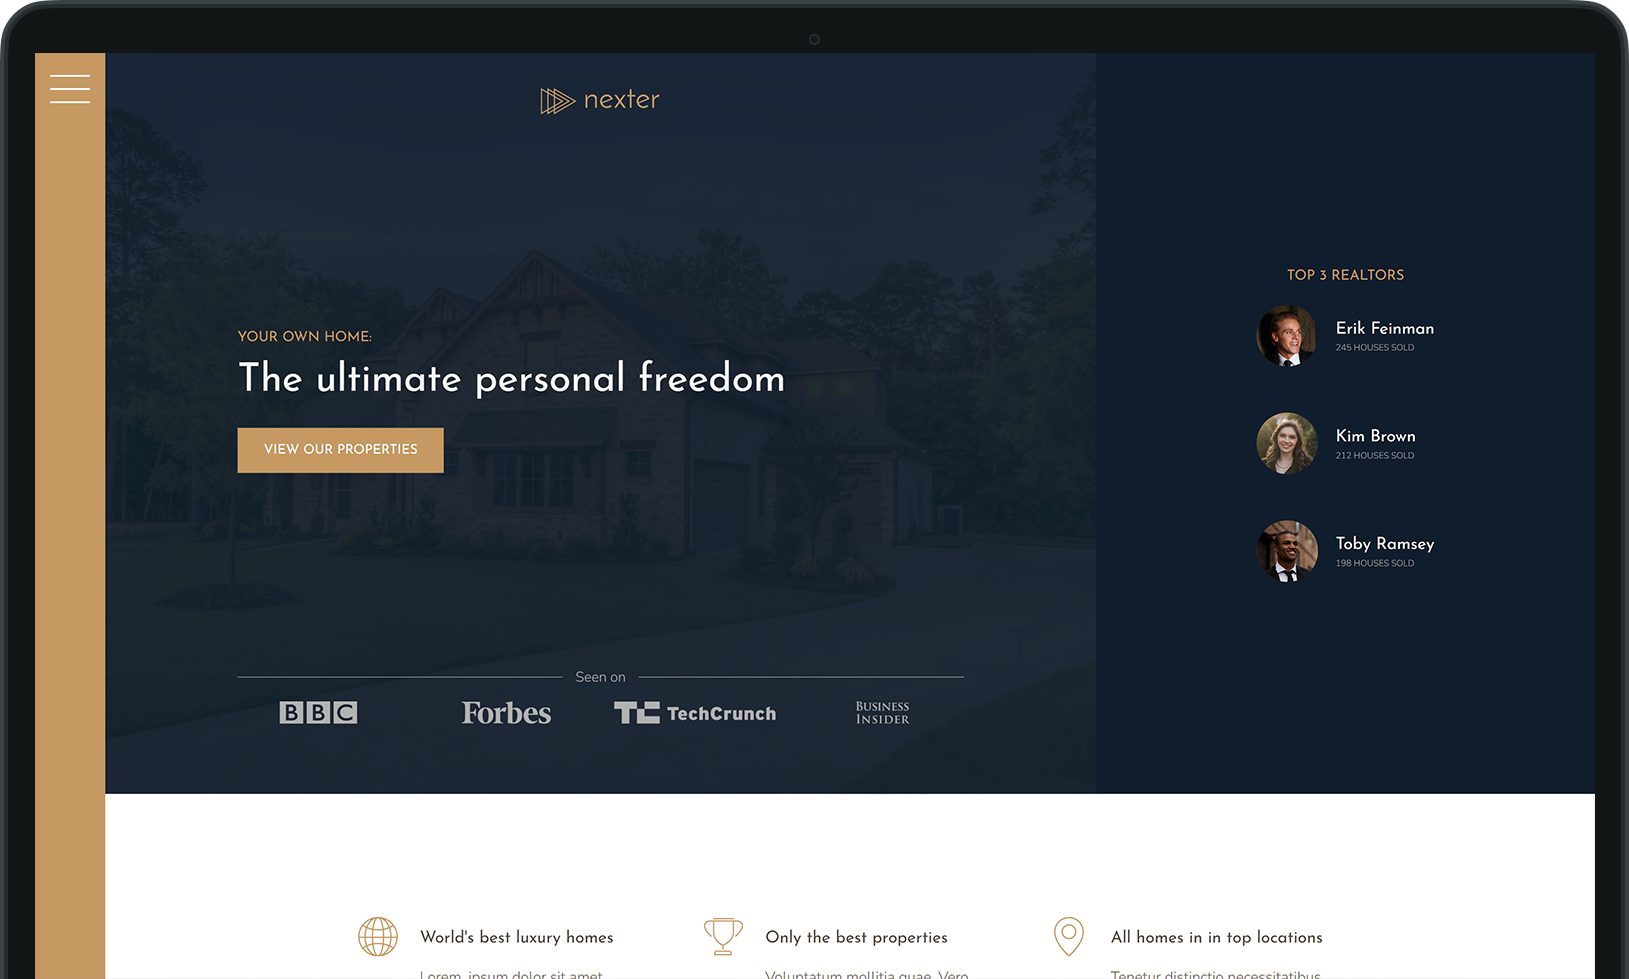 nexter
YOUR OWN HOME:
The ultimate personal freedom
VIEW OUR PROPERTIES
Seen on
BBC
Forbes
TC TechCrunch
BUSINESS
INSIDER
TOP 3 REALTORS
Erik Feinman
245 HOUSES SOLD
Kim Brown
212 HOUSES SOLD
Toby Ramsey
198 HOUSES SOLD
World's best luxury homes
Lorem, ipsum dolor sit amet
Only the best properties
Voluptatum mollitia quae. Vero
All homes in in top locations
Tenetur distinctio necessitatibus